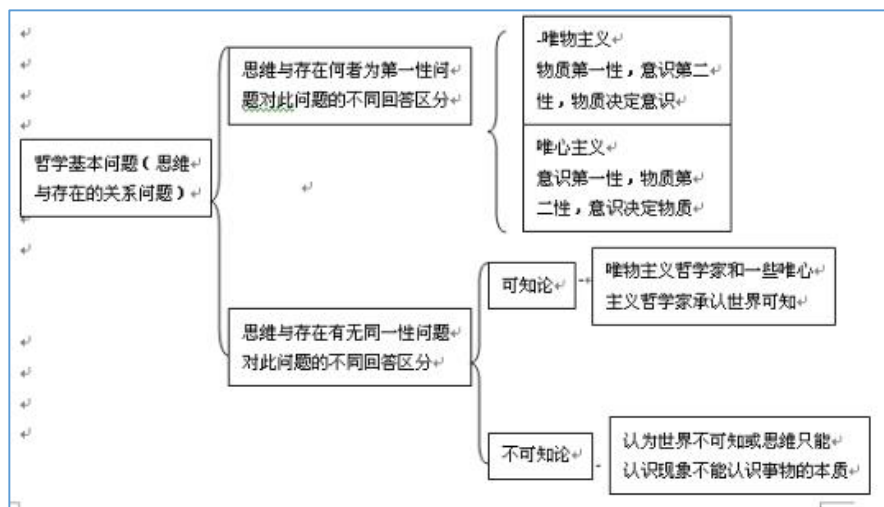 哲学基本问题(思维
与存在的关系问题)
思维与存在何者为第一性问
题对此问题的不同回答区分
-唯物主义
物质第一性,意识第二
性,物质决定意识
唯心主义
意识第一性,物质第
二性,意识决定物质
思维与存在有无同一性问题
对此问题的不同回答区分
可知论
唯物主义哲学家和一些唯心
主义哲学家承认世界可知
不可知论
认为世界不可知或思维只能
认识现象不能认识事物的本质